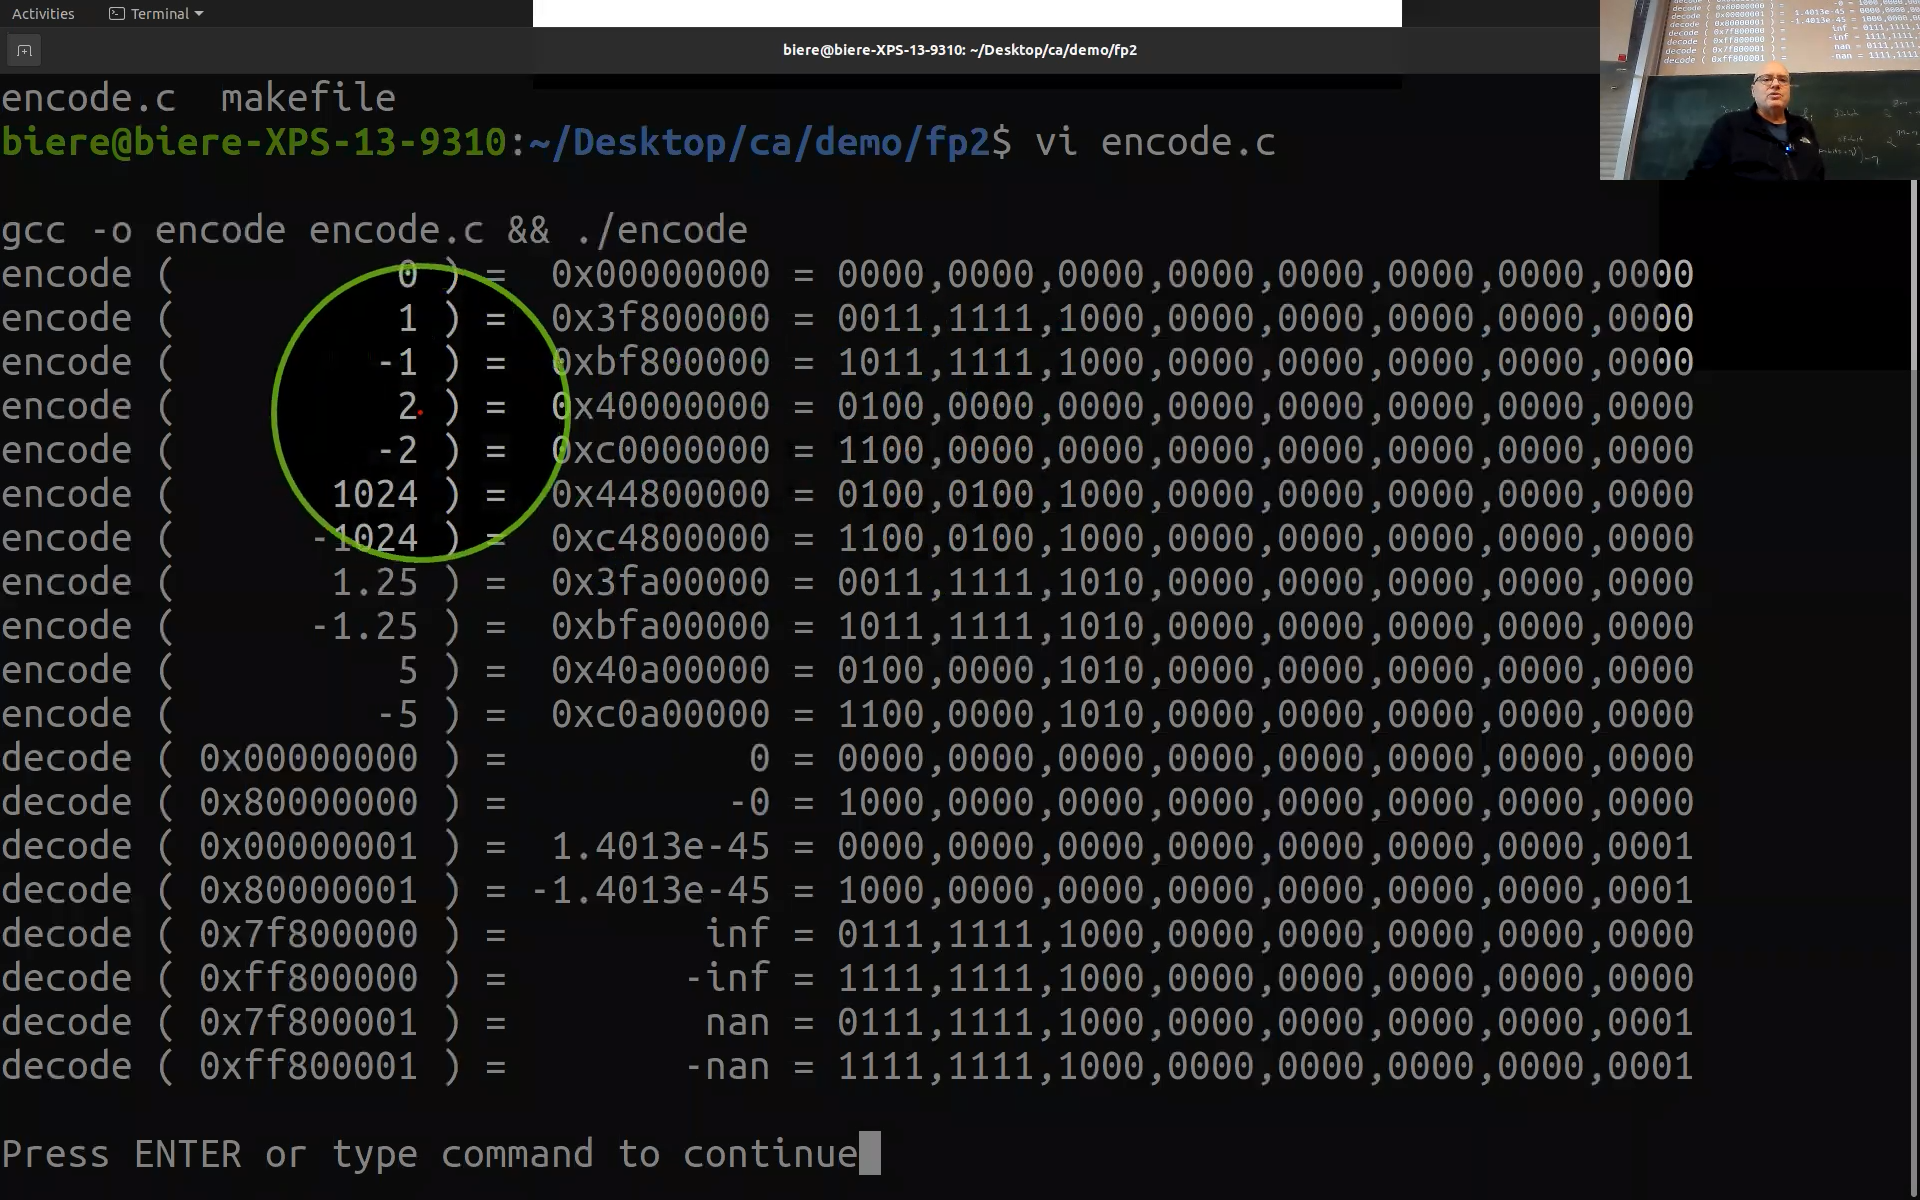 Activities Terminal
biere@biere-XPS-13-9310: ~/Desktop/ca/demo/fp2
encode.c  makefile
biere@biere-XPS-13-9310:~/Desktop/ca/demo/fp2$ vi encode.c
gcc -o encode encode.c && ./encode
encode (          0 ) =  0x00000000 = 0000,0000,0000,0000,0000,0000,0000,0000
encode (          1 ) =  0x3f800000 = 0011,1111,1000,0000,0000,0000,0000,0000
encode (         -1 ) =  0xbf800000 = 1011,1111,1000,0000,0000,0000,0000,0000
encode (          2 ) =  0x40000000 = 0100,0000,0000,0000,0000,0000,0000,0000
encode (         -2 ) =  0xc0000000 = 1100,0000,0000,0000,0000,0000,0000,0000
encode (       1024 ) =  0x44800000 = 0100,0100,1000,0000,0000,0000,0000,0000
encode (      -1024 ) =  0xc4800000 = 1100,0100,1000,0000,0000,0000,0000,0000
encode (       1.25 ) =  0x3fa00000 = 0011,1111,1010,0000,0000,0000,0000,0000
encode (      -1.25 ) =  0xbfa00000 = 1011,1111,1010,0000,0000,0000,0000,0000
encode (          5 ) =  0x40a00000 = 0100,0000,1010,0000,0000,0000,0000,0000
encode (         -5 ) =  0xc0a00000 = 1100,0000,1010,0000,0000,0000,0000,0000
decode ( 0x00000000 ) =           0 = 0000,0000,0000,0000,0000,0000,0000,0000
decode ( 0x80000000 ) =          -0 = 1000,0000,0000,0000,0000,0000,0000,0000
decode ( 0x00000001 ) =  1.4013e-45 = 0000,0000,0000,0000,0000,0000,0000,0001
decode ( 0x80000001 ) = -1.4013e-45 = 1000,0000,0000,0000,0000,0000,0000,0001
decode ( 0x7f800000 ) =         inf = 0111,1111,1000,0000,0000,0000,0000,0000
decode ( 0xff800000 ) =        -inf = 1111,1111,1000,0000,0000,0000,0000,0000
decode ( 0x7f800001 ) =         nan = 0111,1111,1000,0000,0000,0000,0000,0001
decode ( 0xff800001 ) =        -nan = 1111,1111,1000,0000,0000,0000,0000,0001
Press ENTER or type command to continue